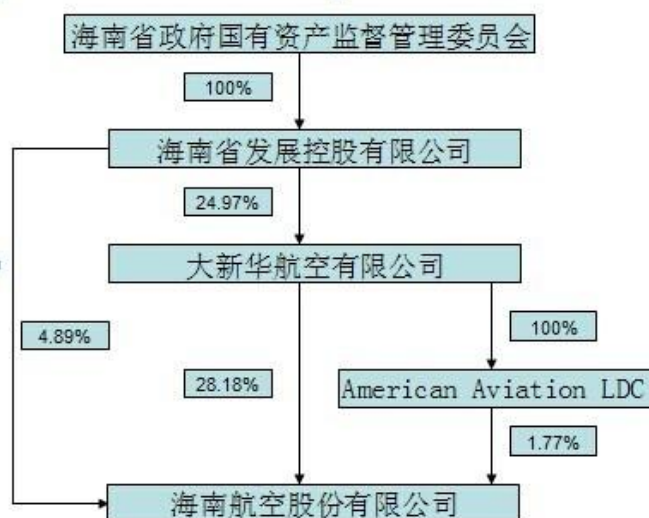 海南省政府国有资产监督管理委员会
100%
海南省发展控股有限公司
24.97%
大新华航空有限公司
4.89%
28.18%
100%
American Aviation LDC
1.77%
海南航空股份有限公司